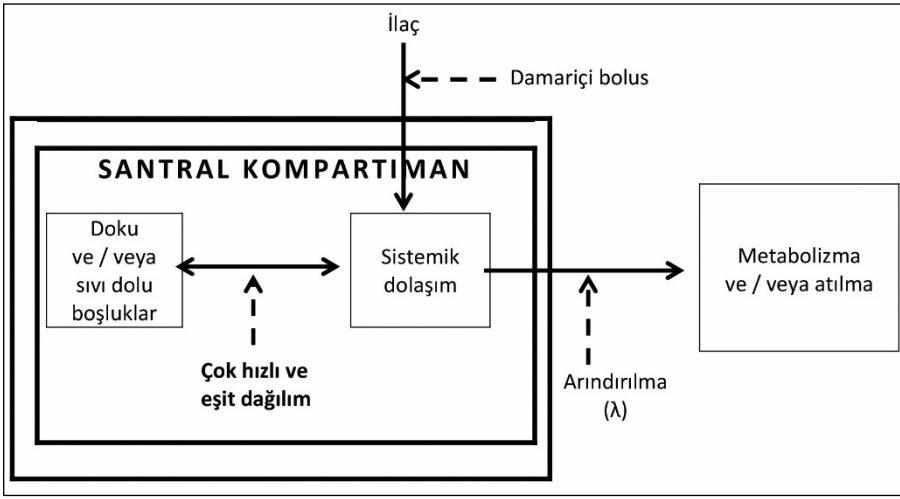 İlaç
Damariçi bolus
SANTRAL KOMPARTIMAN
Doku
ve / veya
sıvı dolu
boşluklar
Sistemik
dolaşım
Metabolizma
ve / veya atılma
Çok hızlı ve
eşit dağılım
Arındırılma
(λ)